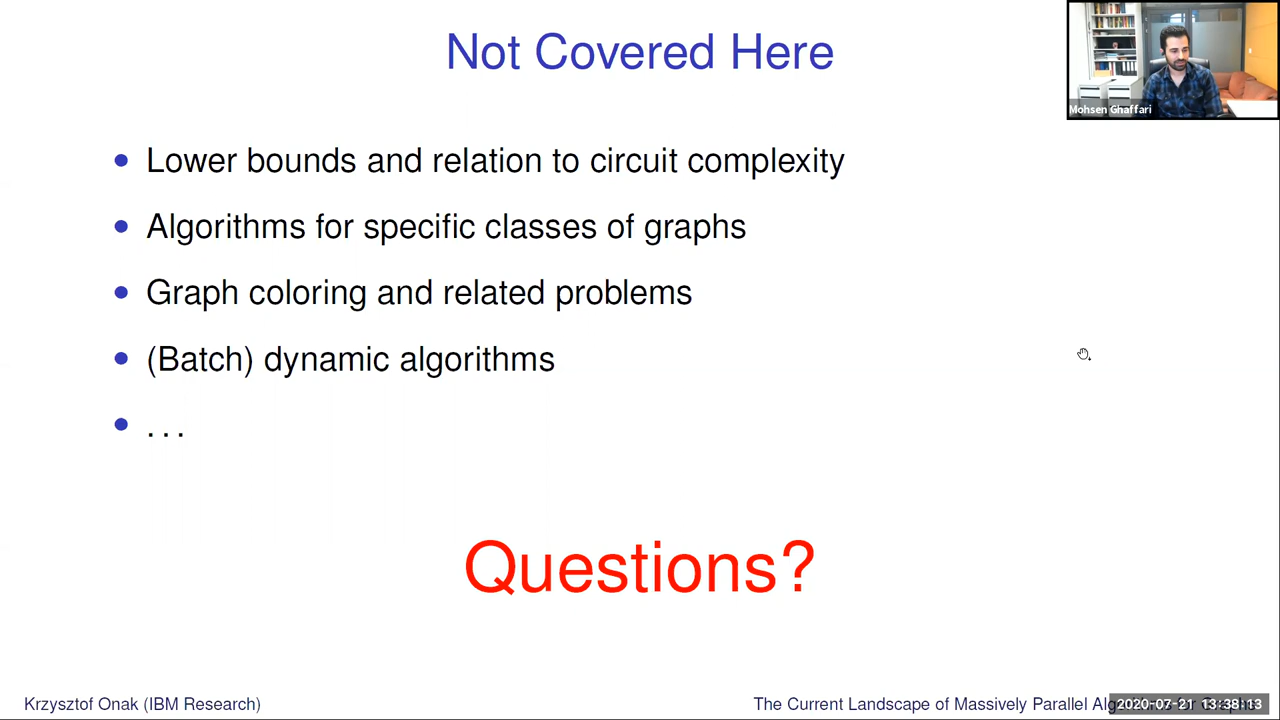 Not Covered Here
Mohsen Ghaffari
Lower bounds and relation to circuit complexity
Algorithms for specific classes of graphs
Graph coloring and related problems
(Batch) dynamic algorithms
. . .
Questions?
Krzysztof Onak (IBM Research)
The Current Landscape of Massively Parallel
2020-07-21 13:38:13